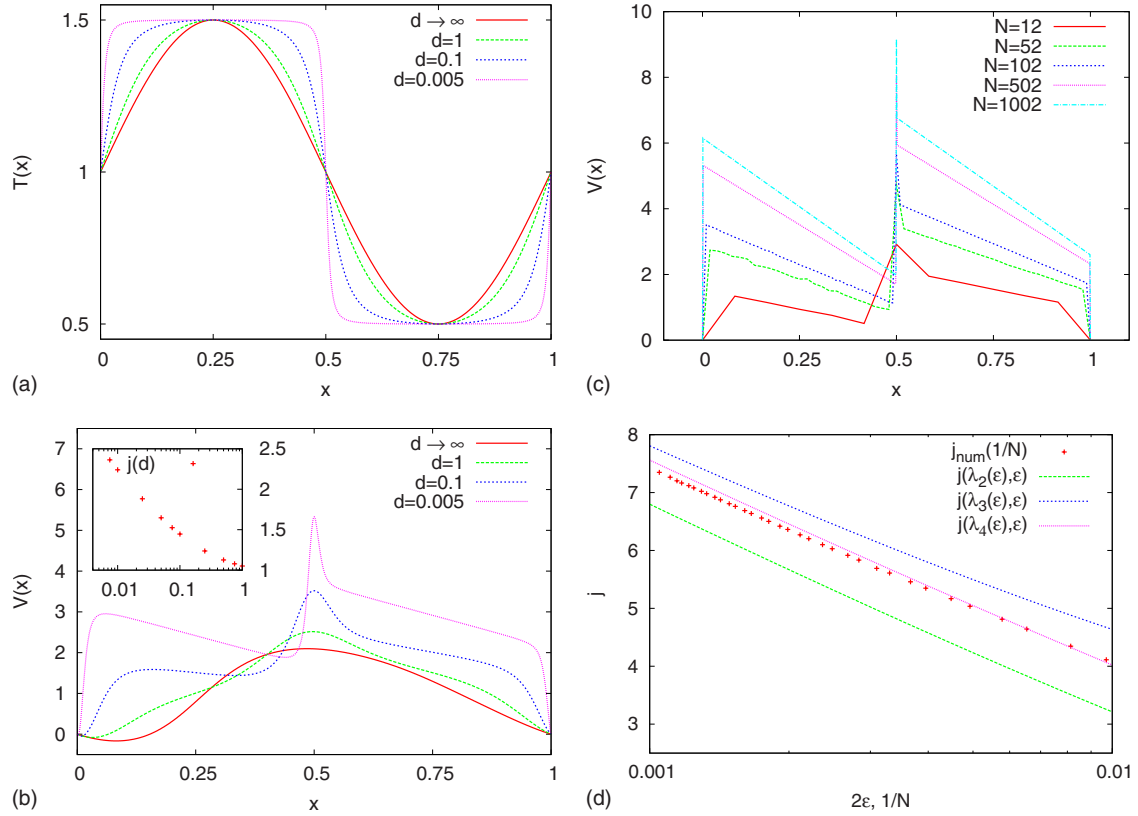 1.5
1
0.5
T(x)
0
0.25
0.5
0.75
1
x
d → ∞
d=1
d=0.1
d=0.005
(a)
10
8
6
4
2
0
V(x)
0
0.25
0.5
0.75
1
x
N=12
N=52
N=102
N=502
N=1002
(c)
7
6
5
4
3
2
1
0
V(x)
0
0.25
0.5
0.75
1
x
d → ∞
d=1
d=0.1
d=0.005
j(d)
2.5
2
1.5
1
0.01
0.1
1
(b)
8
7
6
5
4
3
j
0.001
0.01
2ε, 1/N
j_num(1/N)
j(λ₂(ε),ε)
j(λ₃(ε),ε)
j(λ₄(ε),ε)
(d)